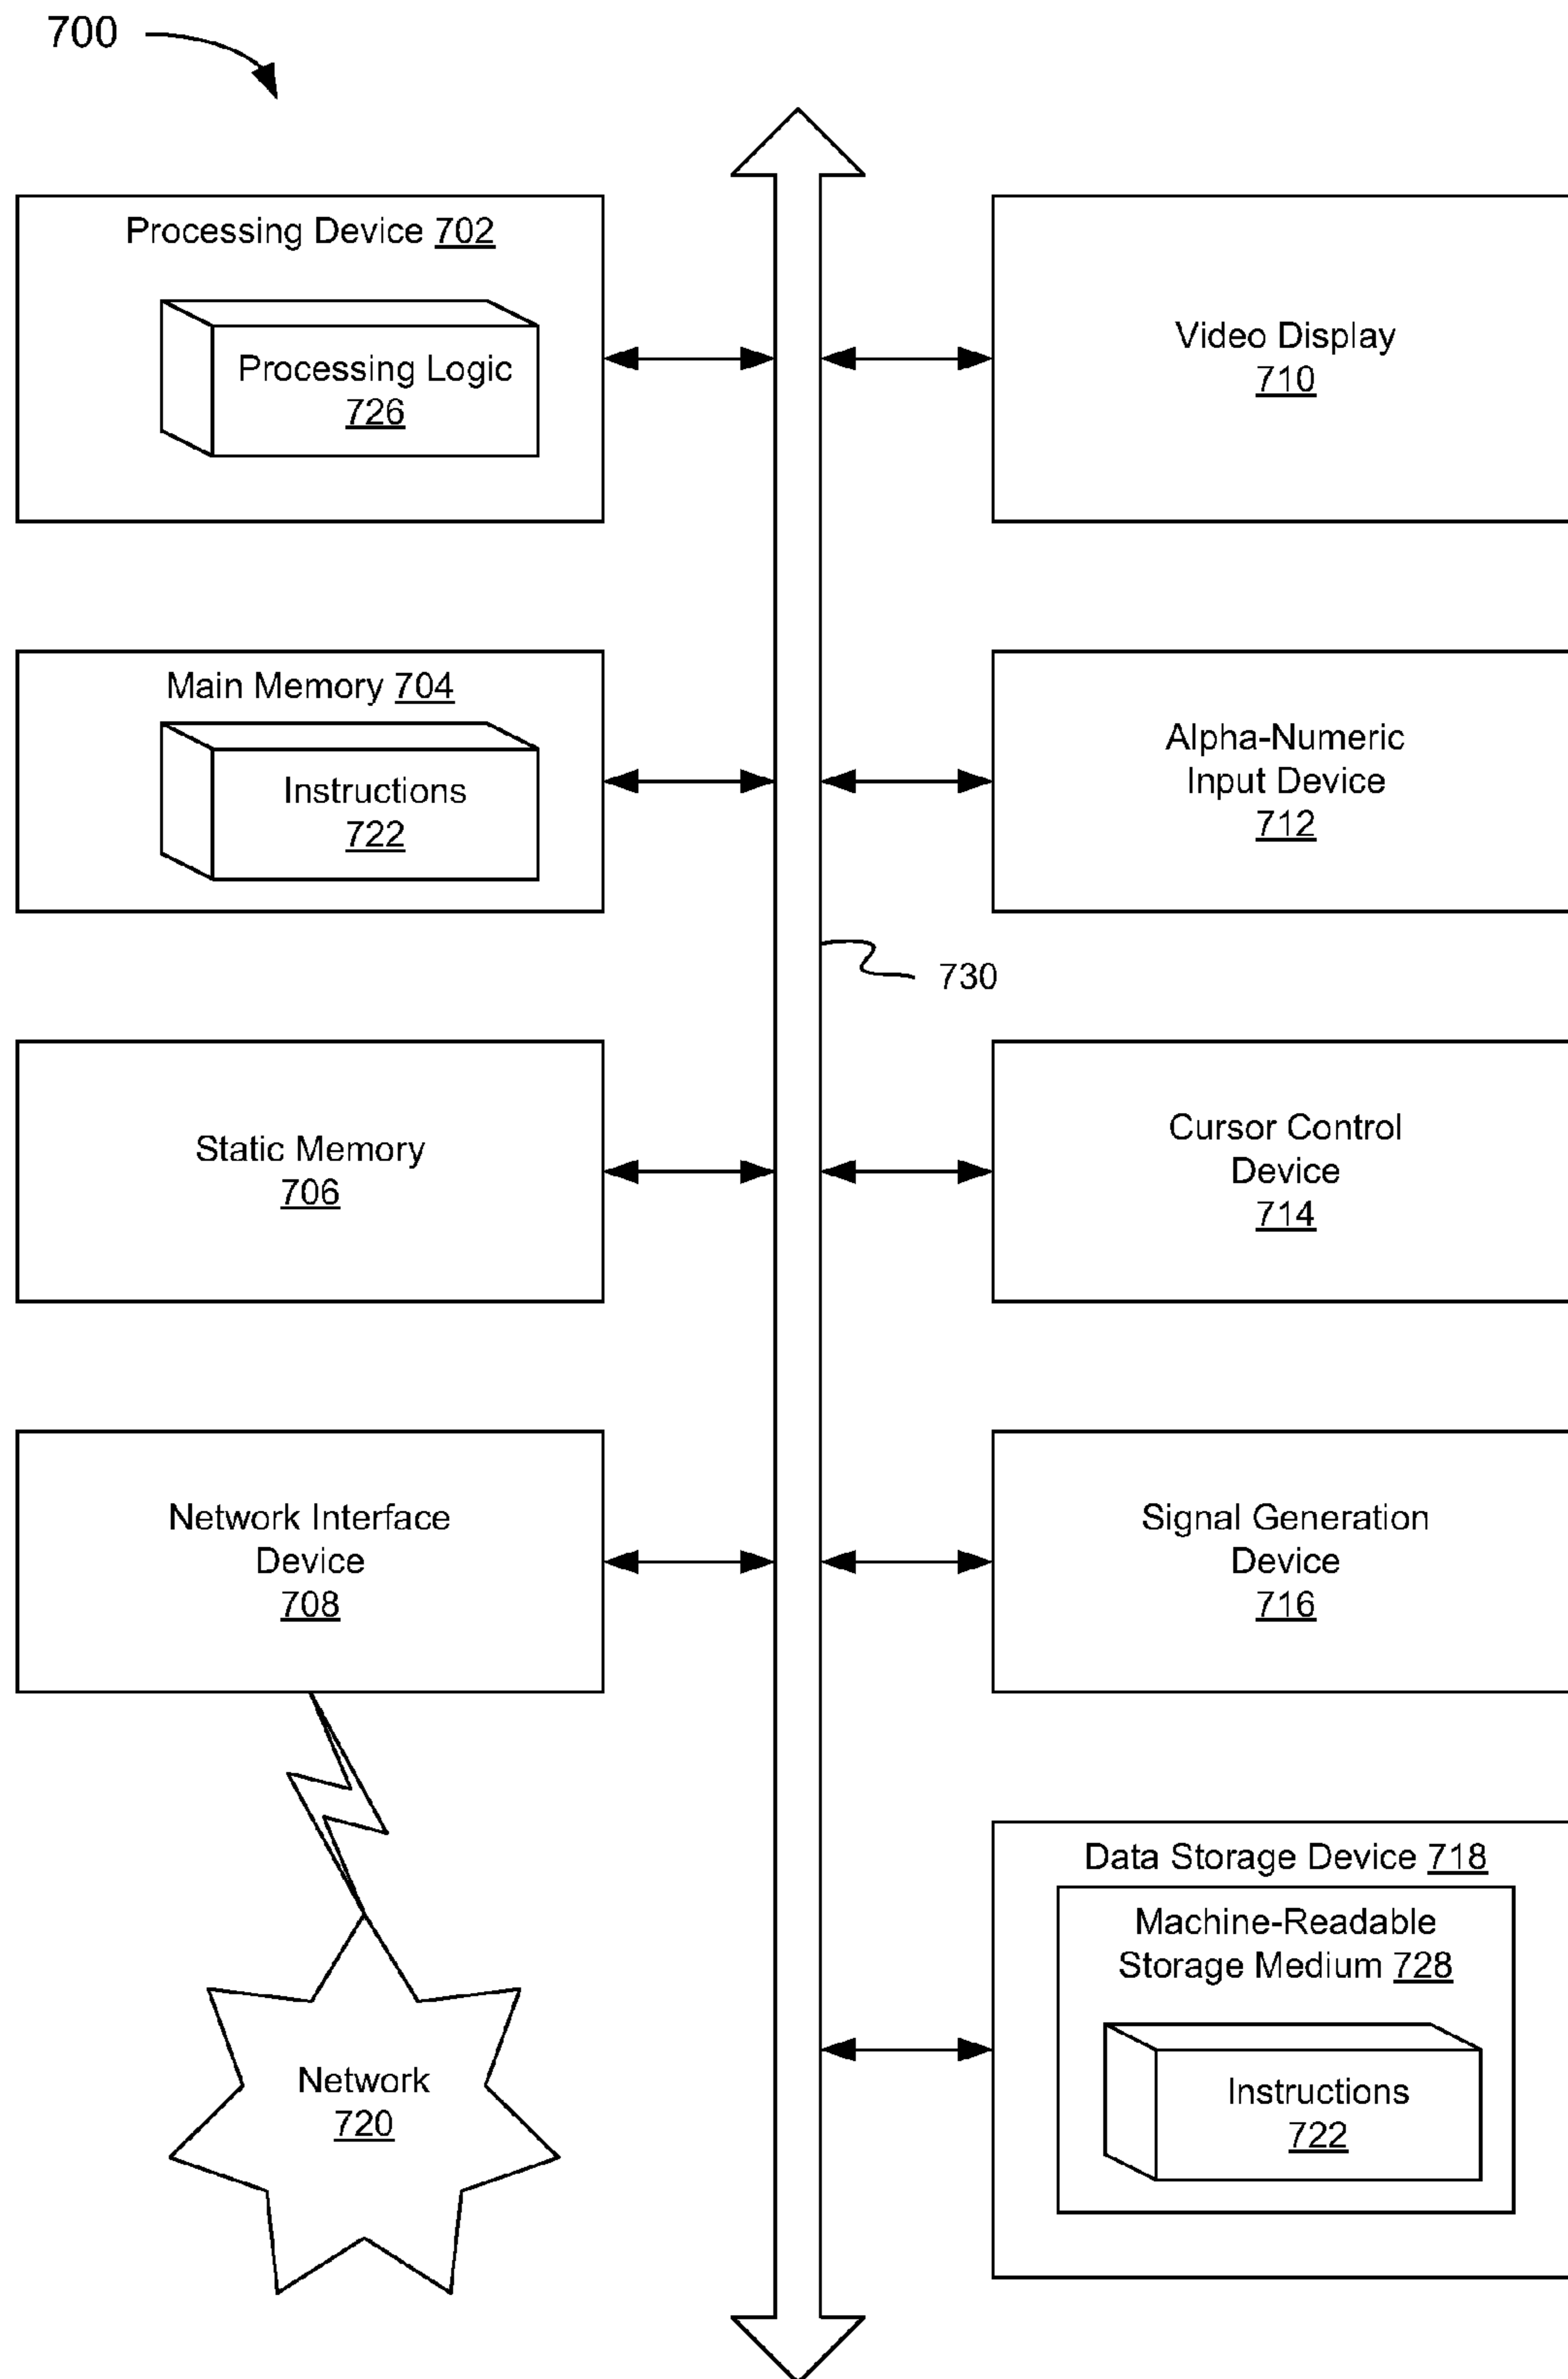 700
Processing Device 702
Processing Logic
726
Video Display
710
Main Memory 704
Instructions
722
Alpha-Numeric
Input Device
712
730
Static Memory
706
Cursor Control
Device
714
Network Interface
Device
708
Signal Generation
Device
716
Data Storage Device 718
Machine-Readable
Storage Medium 728
Instructions
722
Network
720